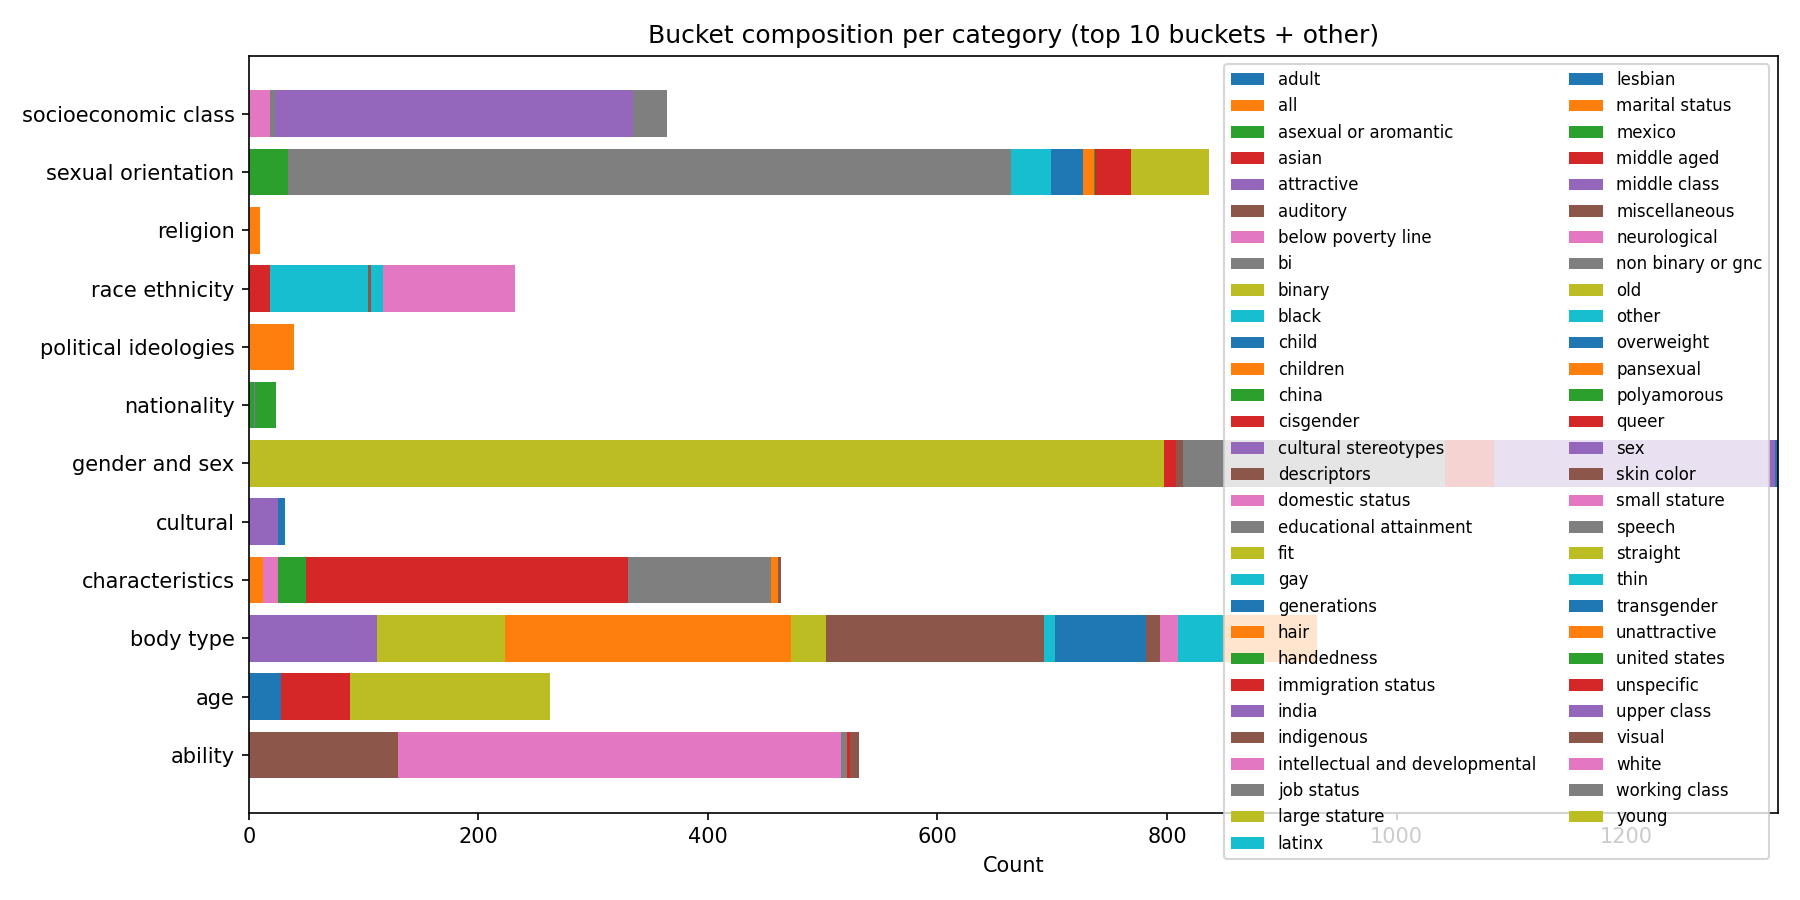 Bucket composition per category (top 10 buckets + other)
socioeconomic class
sexual orientation
religion
race ethnicity
political ideologies
nationality
gender and sex
cultural
characteristics
body type
age
ability
adult
all
asexual or aromantic
asian
attractive
auditory
below poverty line
bi
binary
black
child
children
china
cisgender
cultural stereotypes
descriptors
domestic status
educational attainment
fit
gay
generations
hair
handedness
immigration status
india
indigenous
intellectual and developmental
job status
large stature
latinx
lesbian
marital status
mexico
middle aged
middle class
miscellaneous
neurological
non binary or gnc
old
other
overweight
pansexual
polyamorous
queer
sex
skin color
small stature
speech
straight
thin
transgender
unattractive
united states
unspecific
upper class
visual
white
working class
young
0 200 400 600 800 1000 1200
Count